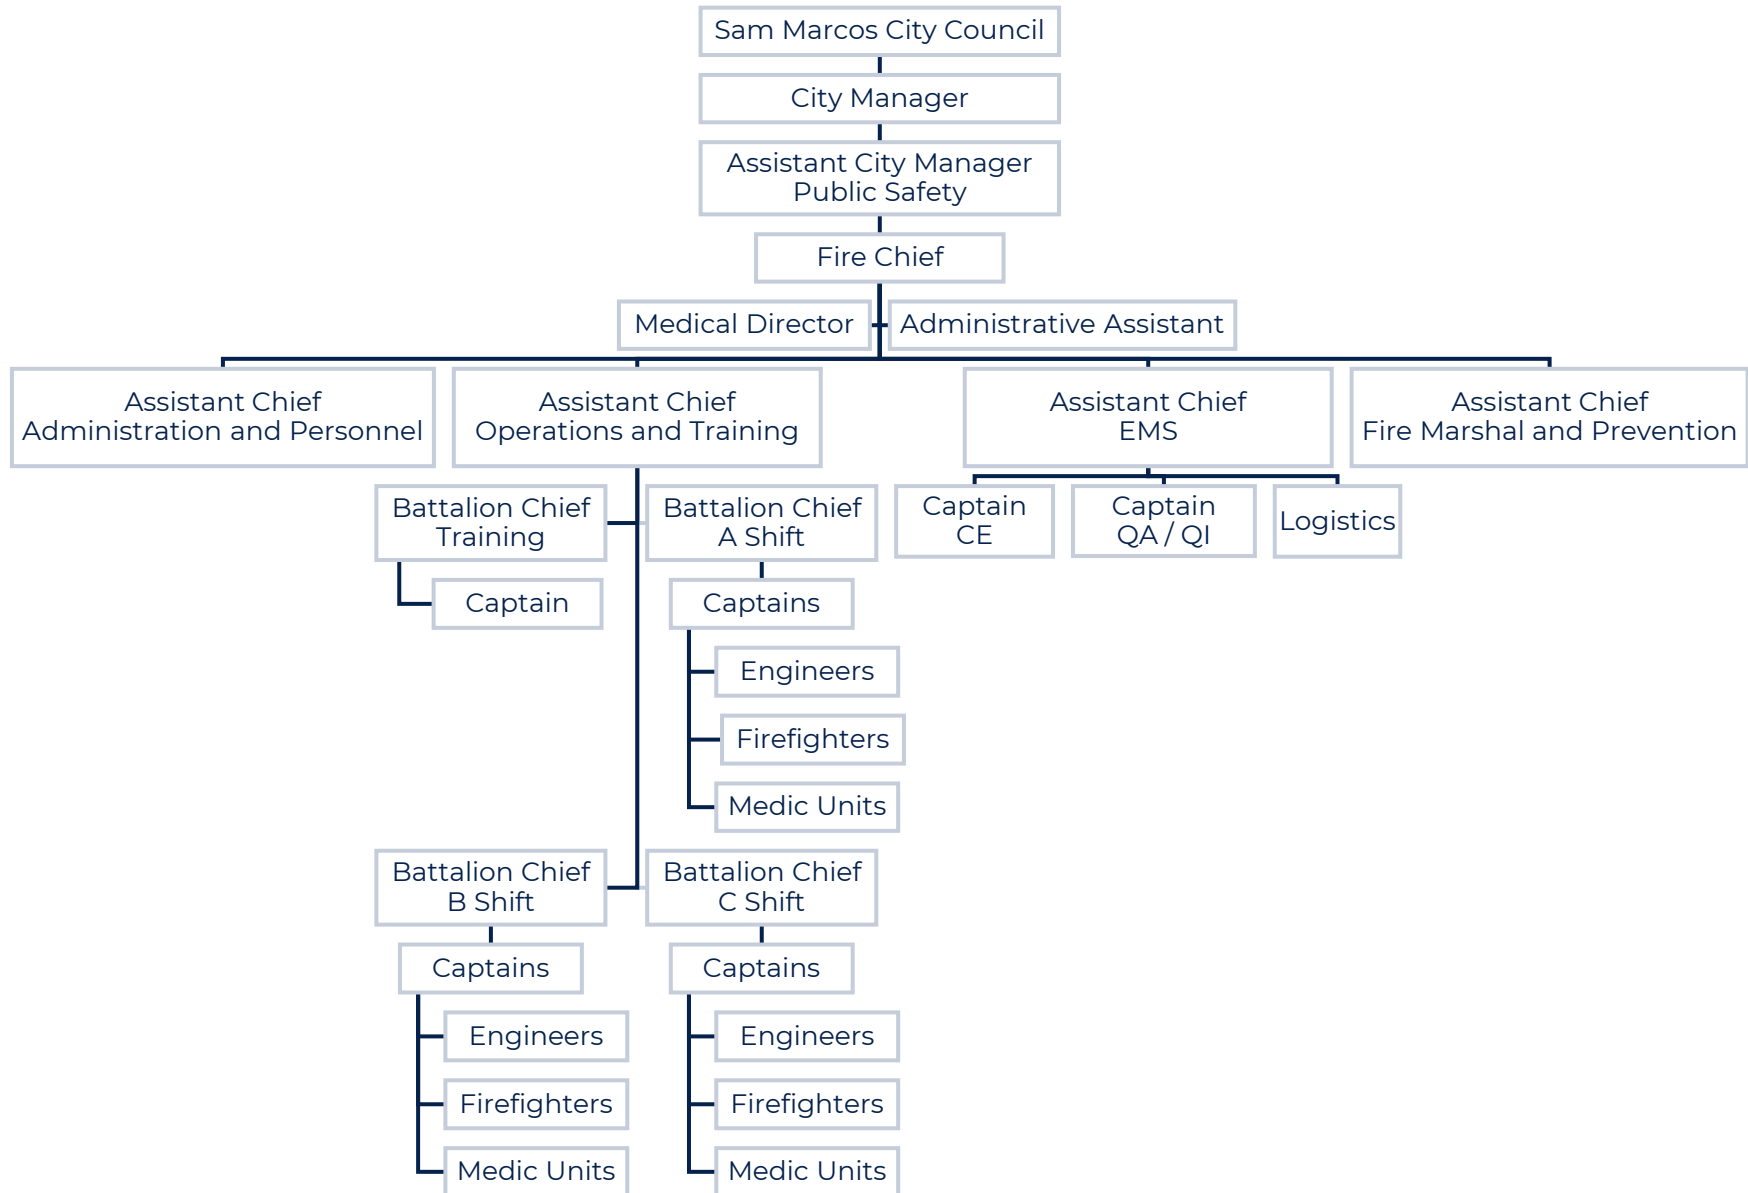 Sam Marcos City Council
City Manager
Assistant City Manager
Public Safety
Fire Chief
Medical Director
Administrative Assistant
Assistant Chief
Administration and Personnel
Assistant Chief
Operations and Training
Assistant Chief
EMS
Assistant Chief
Fire Marshal and Prevention
Battalion Chief
Training
Battalion Chief
A Shift
Captain
CE
Captain
QA / QI
Logistics
Captain
Captains
Engineers
Firefighters
Medic Units
Battalion Chief
B Shift
Battalion Chief
C Shift
Captains
Captains
Engineers
Engineers
Firefighters
Firefighters
Medic Units
Medic Units